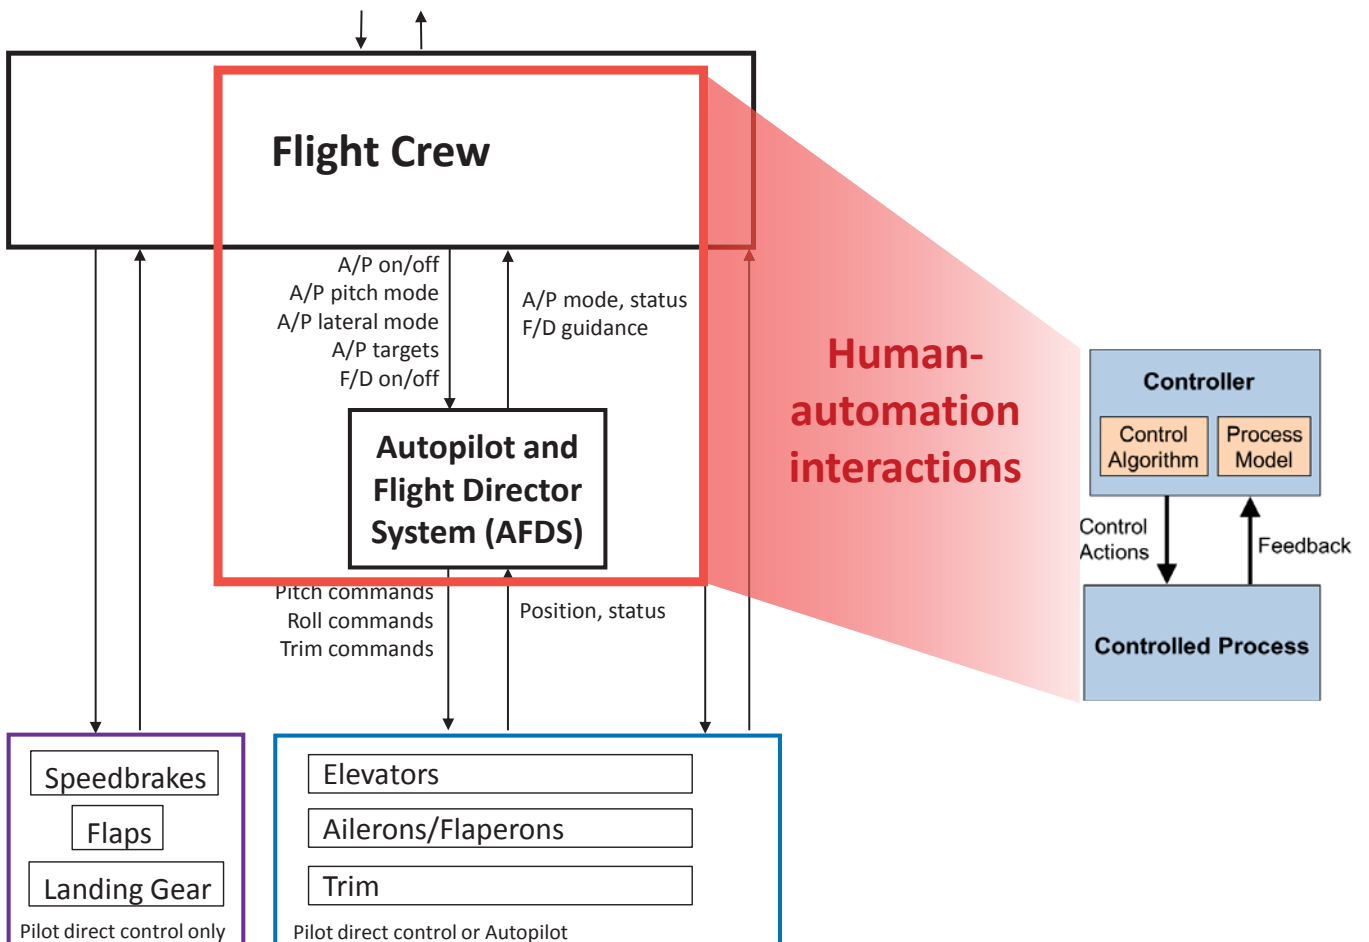 Flight Crew
A/P on/off
A/P pitch mode
A/P lateral mode
A/P targets
F/D on/off
A/P mode, status
F/D guidance
Autopilot and
Flight Director
System (AFDS)
Pitch commands
Roll commands
Trim commands
Position, status
Speedbrakes
Flaps
Landing Gear
Pilot direct control only
Elevators
Ailerons/Flaperons
Trim
Pilot direct control or Autopilot
Human-
automation
interactions
Controller
Control
Algorithm
Process
Model
Control
Actions
Feedback
Controlled Process